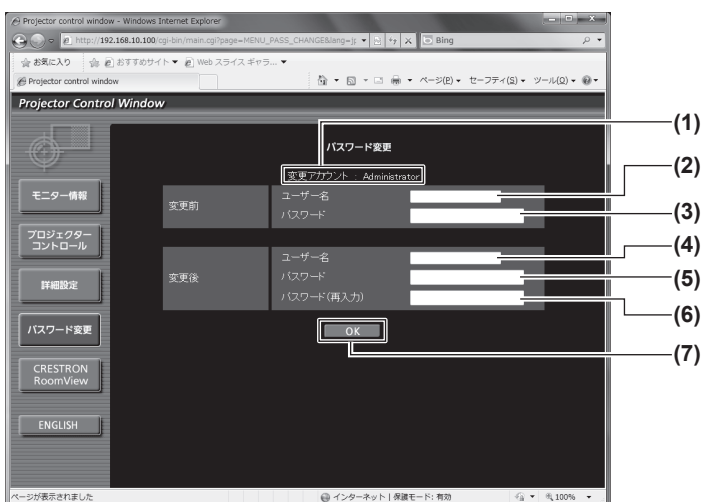 Projector control window - Windows Internet Explorer
http://192.168.10.100/cgi-bin/main.cgi?page=MENU_PASS_CHANGE&lang=j
Bing
お気に入り おすすめサイト Web スライス ギャラ...
Projector control window ページ(P) セーフティ(S) ツール(O)
Projector Control Window
パスワード変更
変更アカウント : Administrator
変更前
ユーザー名
パスワード
変更後
ユーザー名
パスワード
パスワード(再入力)
OK
モニター情報
プロジェクター
コントロール
詳細設定
パスワード変更
CRESTRON
RoomView
ENGLISH
ページが表示されました インターネット | 保護モード: 有効 100%
(1)
(2)
(3)
(4)
(5)
(6)
(7)